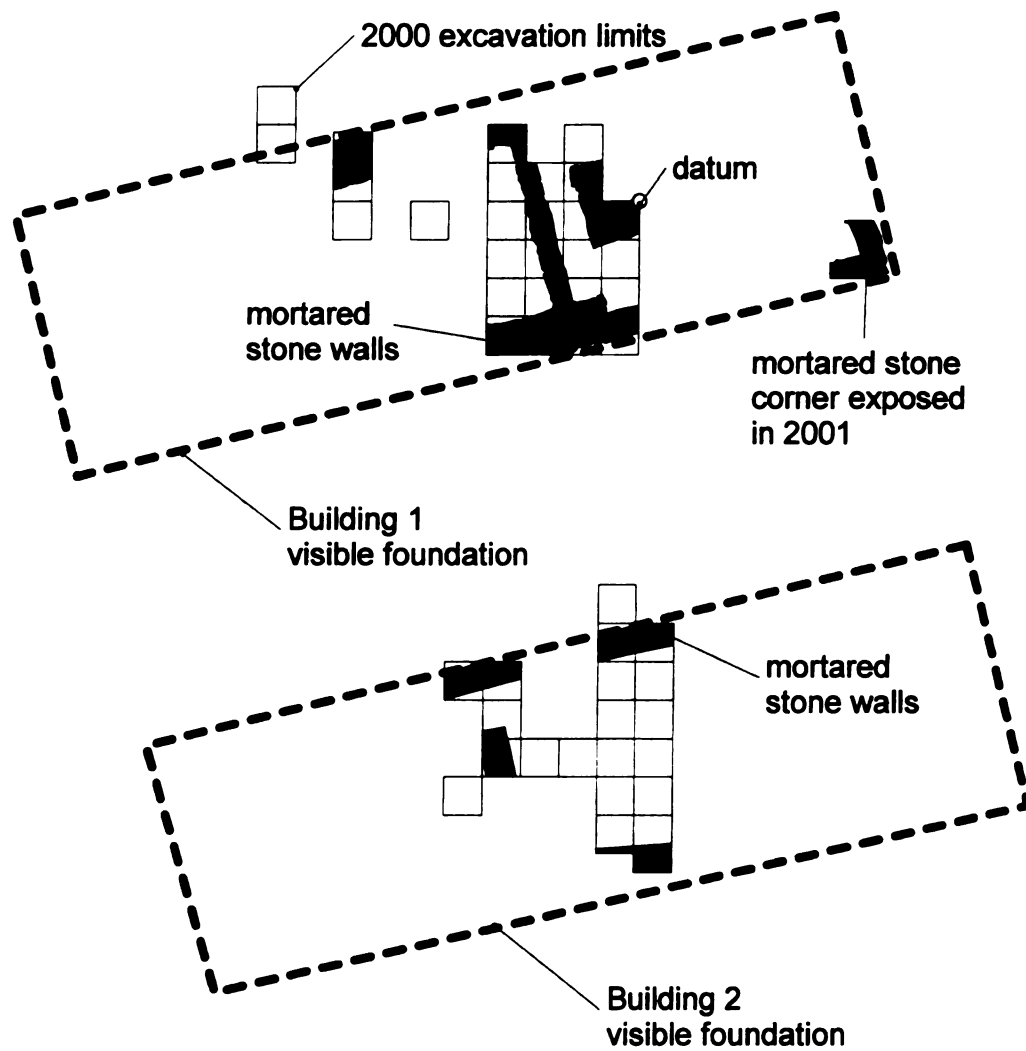 2000 excavation limits
datum
mortared
stone walls
mortared stone
corner exposed
in 2001
Building 1
visible foundation
mortared
stone walls
Building 2
visible foundation